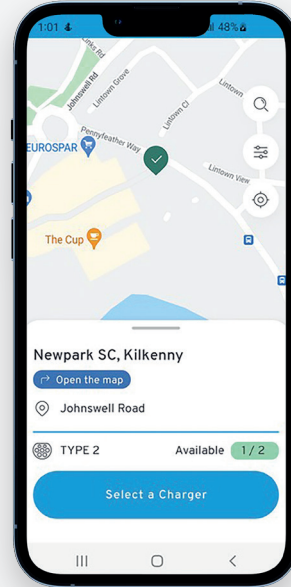 1:01
48%
Links Rd
Johnswell Rd
Lintown Grove
Lintown
Lintown Cl
Pennyfeather Way
EUROSPAR
Lintown View
The Cup
Newpark SC, Kilkenny
Open the map
Johnswell Road
TYPE 2
Available 1 / 2
Select a Charger